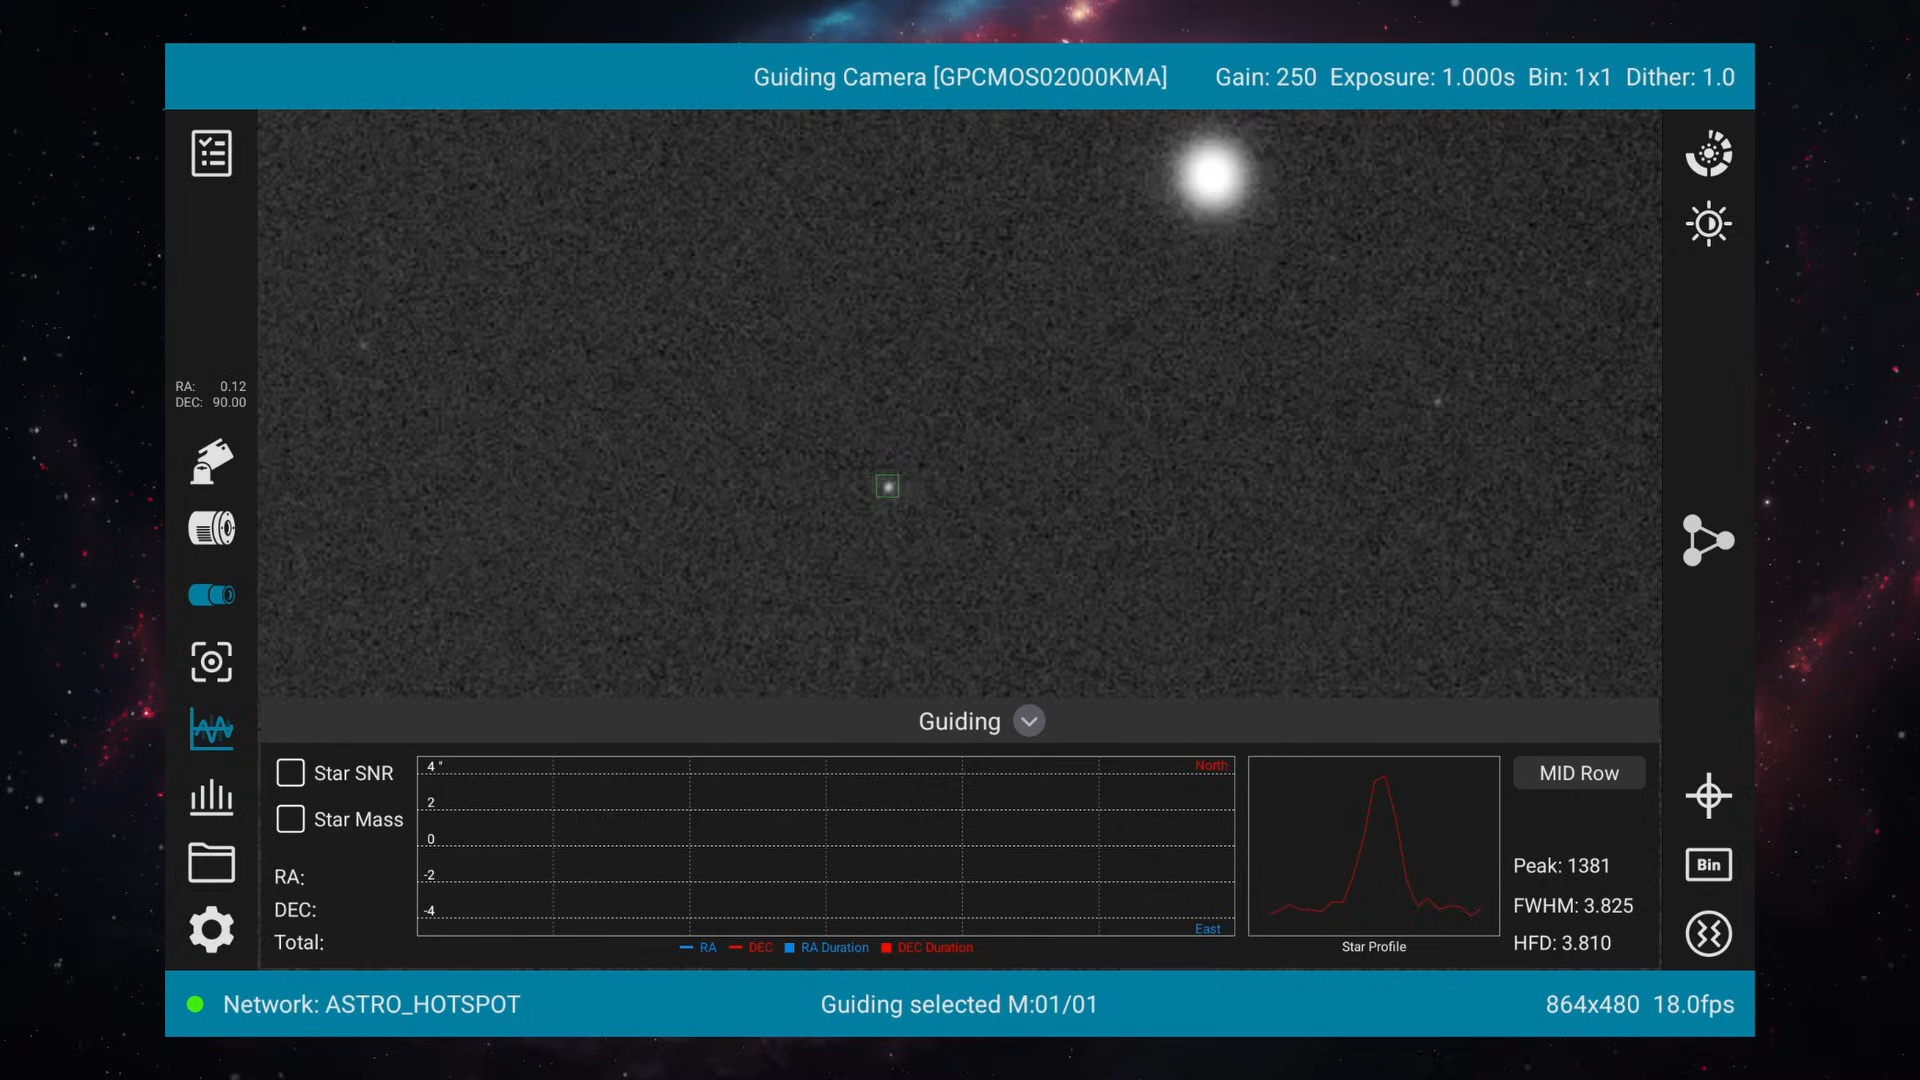 Guiding Camera [GPCMOS02000KMA] Gain: 250 Exposure: 1.000s Bin: 1x1 Dither: 1.0
RA: 0.12
DEC: 90.00
Guiding
Star SNR
Star Mass
RA:
DEC:
Total:
4 "
2
0
-2
-4
North
East
RA DEC RA Duration DEC Duration
Star Profile
MID Row
Peak: 1381
FWHM: 3.825
HFD: 3.810
Bin
Network: ASTRO_HOTSPOT
Guiding selected M:01/01
864x480 18.0fps